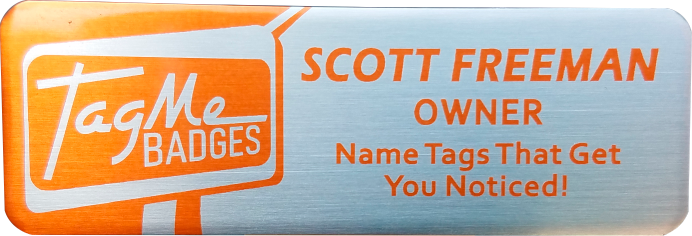 TagMe
BADGES
SCOTT FREEMAN
OWNER
Name Tags That Get
You Noticed!